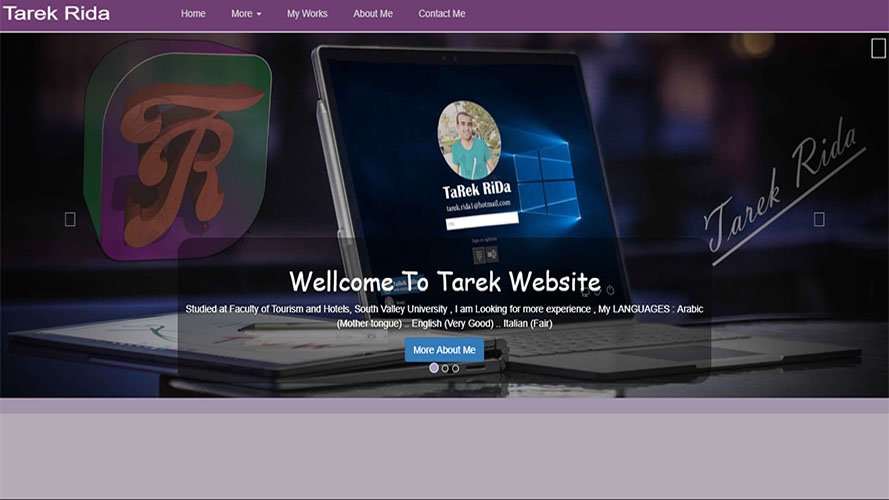 Tarek Rida
Home More My Works About Me Contact Me
TR
TaRek RiDa
tarek.rida1@hotmail.com
Tarek Rida
Wellcome To Tarek Website
Studied at Faculty of Tourism and Hotels, South Valley University , I am Looking for more experience , My LANGUAGES : Arabic
(Mother tongue) .. English (Very Good) .. Italian (Fair)
More About Me